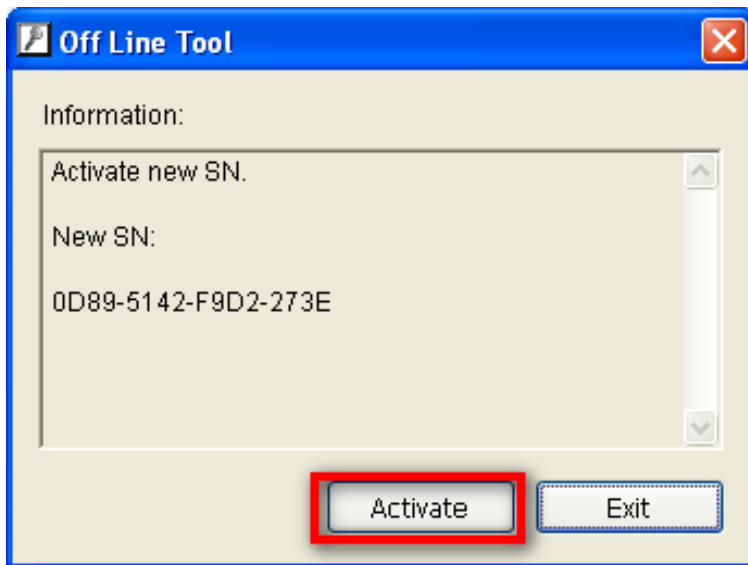 Off Line Tool
Information:
Activate new SN.
New SN:
0D89-5142-F9D2-273E
Activate
Exit